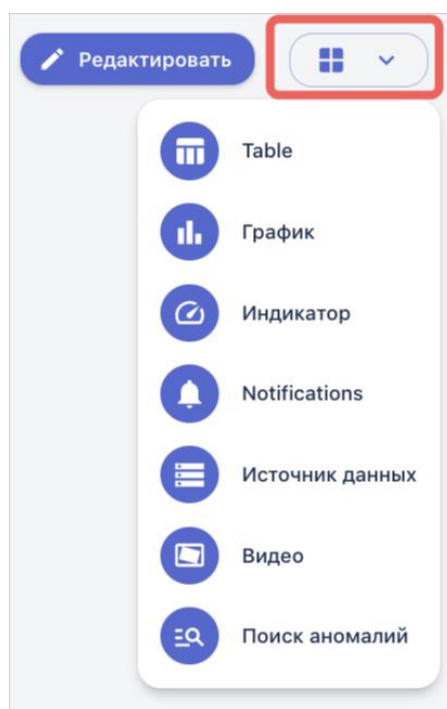 Редактировать
Table
График
Индикатор
Notifications
Источник данных
Видео
Поиск аномалий